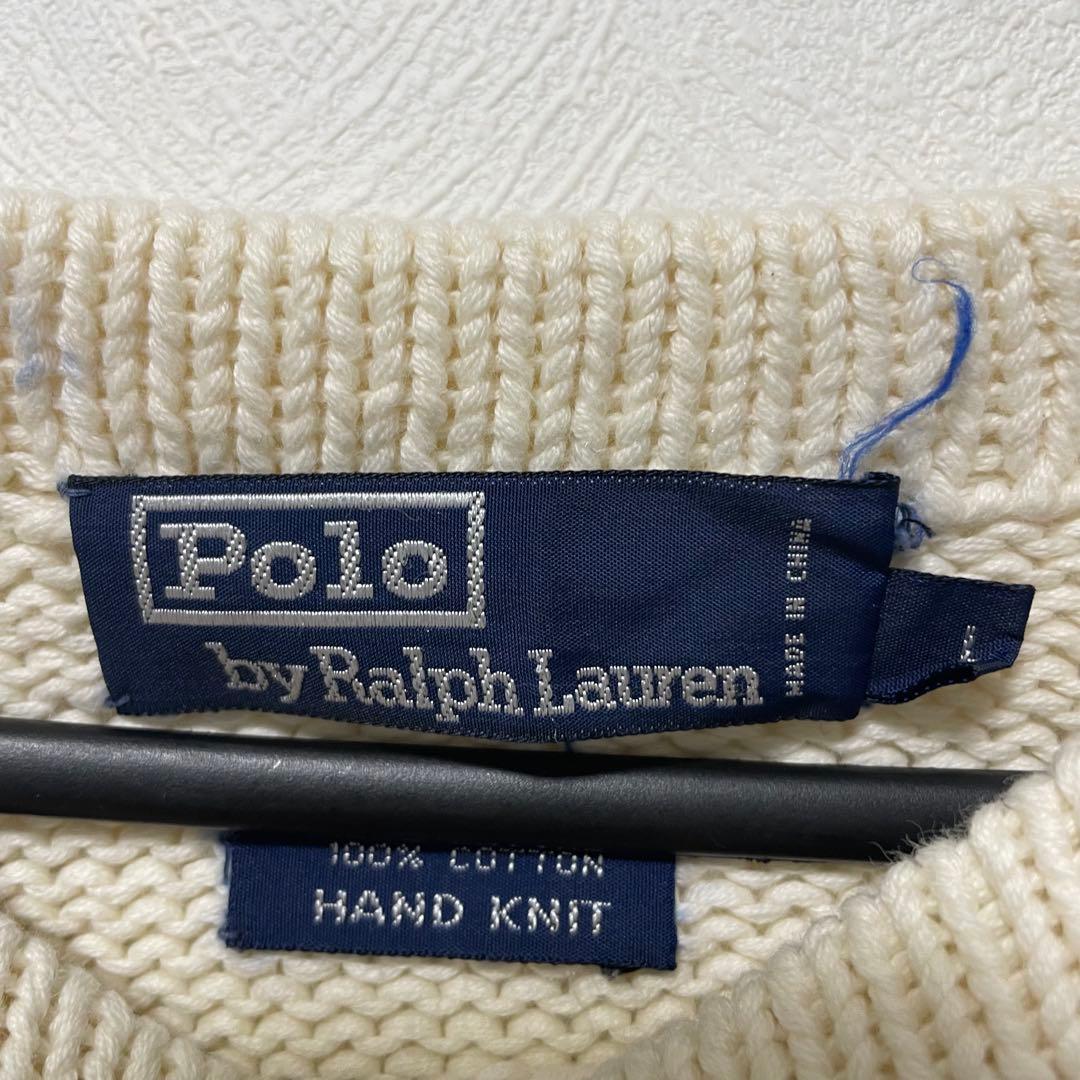 Polo
by Ralph Lauren
MADE IN CHINA
100% COTTON
HAND KNIT